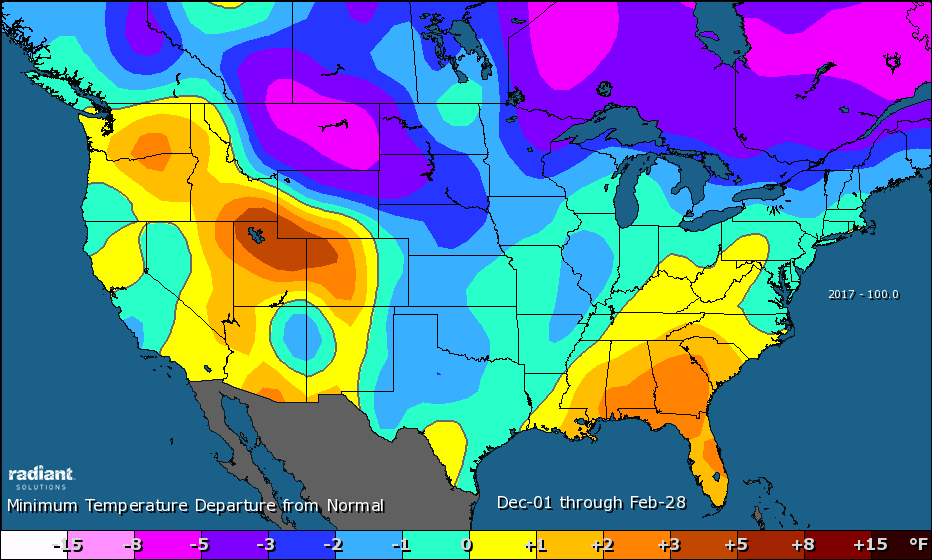 2017 - 100.0
radiant
SOLUTIONS
Minimum Temperature Departure from Normal
Dec-01 through Feb-28
-15 -8 -5 -3 -2 -1 0 +1 +2 +3 +5 +8 +15 °F